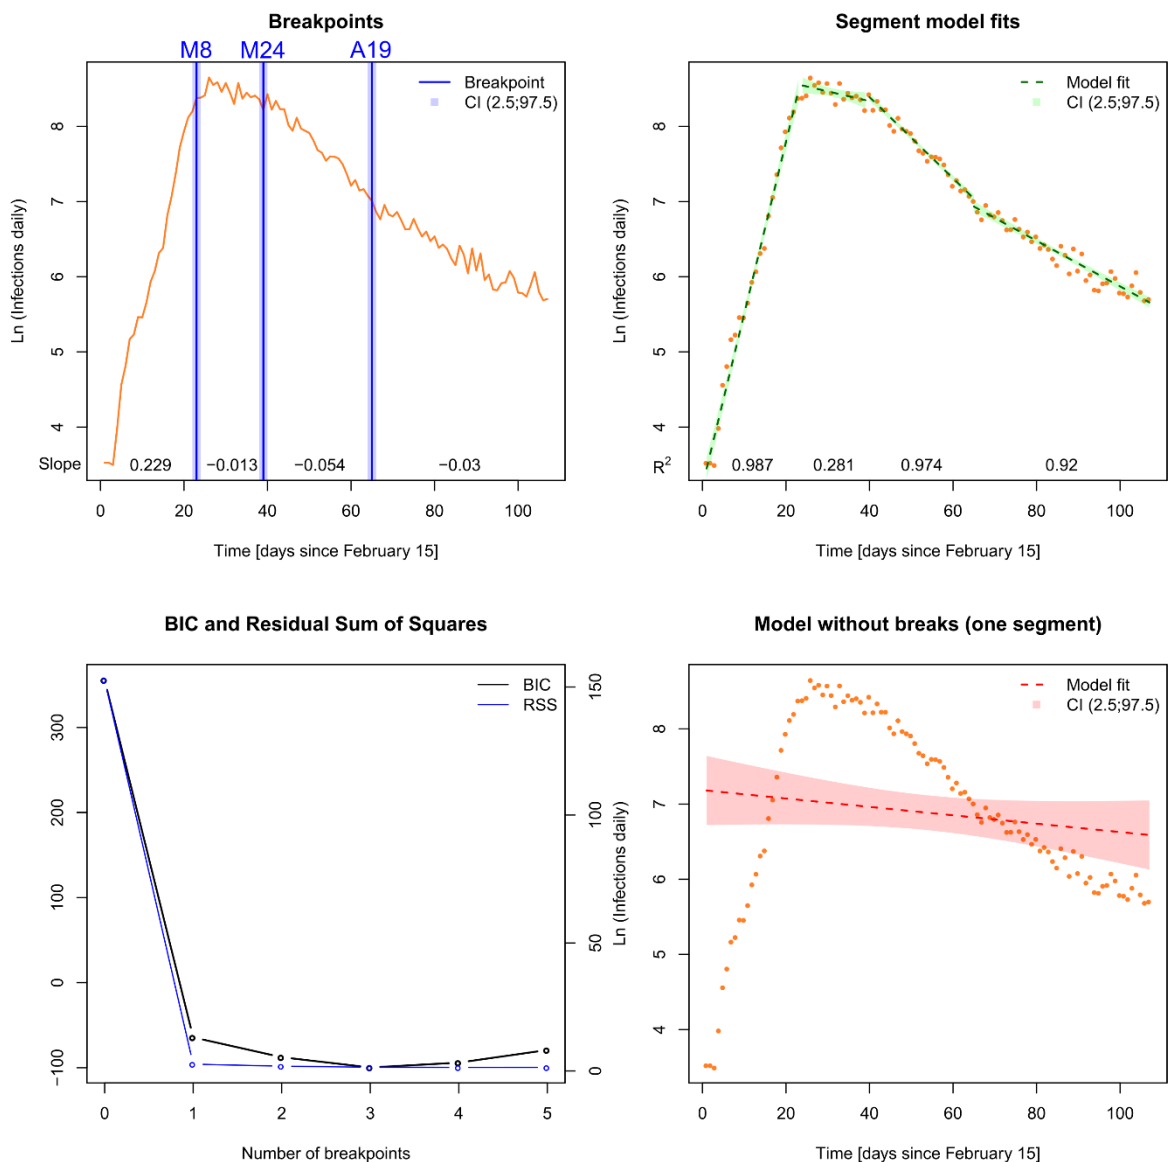 Breakpoints
M8 M24 A19
Breakpoint
CI (2.5;97.5)
Ln (Infections daily)
8
7
6
5
4
Slope 0.229 −0.013 −0.054 −0.03
0 20 40 60 80 100
Time [days since February 15]
Segment model fits
Model fit
CI (2.5;97.5)
Ln (Infections daily)
8
7
6
5
4
R2 0.987 0.281 0.974 0.92
0 20 40 60 80 100
Time [days since February 15]
BIC and Residual Sum of Squares
BIC
RSS
300
200
100
0
−100
150
100
50
0
0 1 2 3 4 5
Number of breakpoints
Model without breaks (one segment)
Model fit
CI (2.5;97.5)
Ln (Infections daily)
8
7
6
5
4
0 20 40 60 80 100
Time [days since February 15]